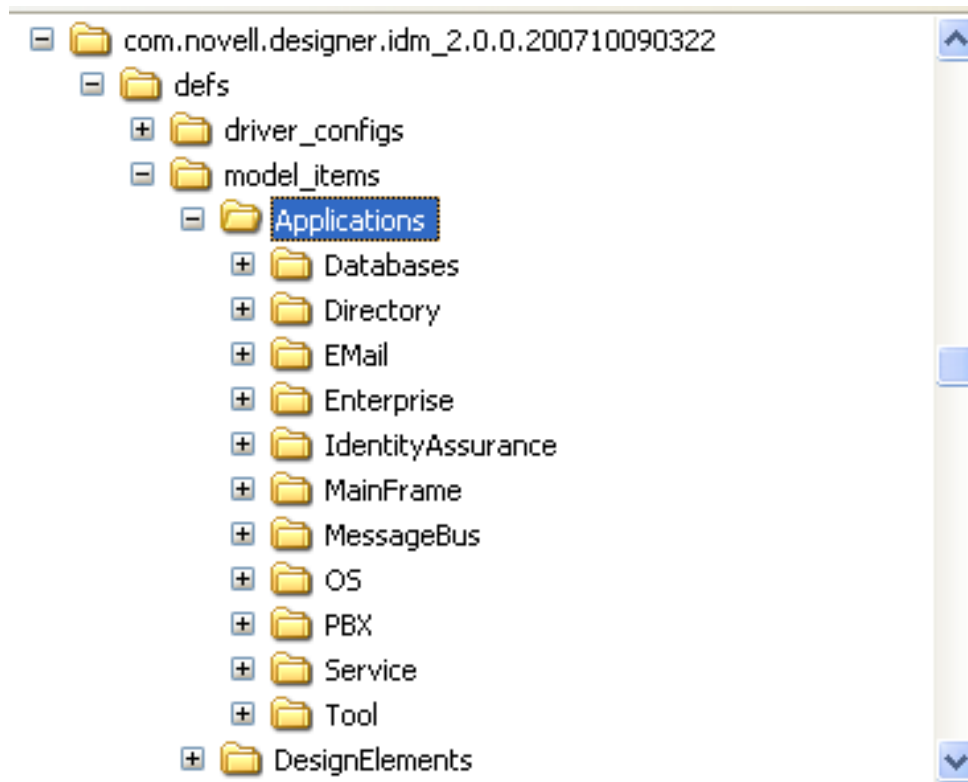 com.novell.designer.idm_2.0.0.200710090322
defs
driver_configs
model_items
Applications
Databases
Directory
EMail
Enterprise
IdentityAssurance
MainFrame
MessageBus
OS
PBX
Service
Tool
DesignElements